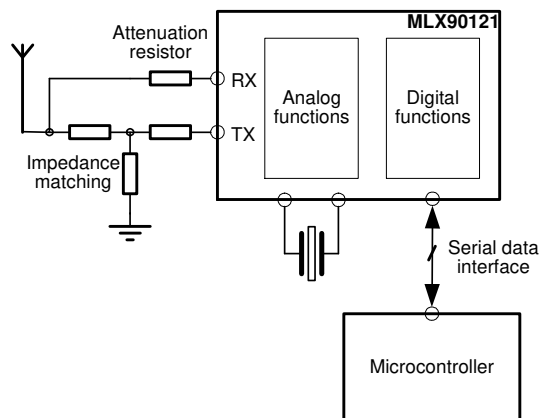 MLX90121
Attenuation
resistor
RX
TX
Analog
functions
Digital
functions
Impedance
matching
Serial data
interface
Microcontroller